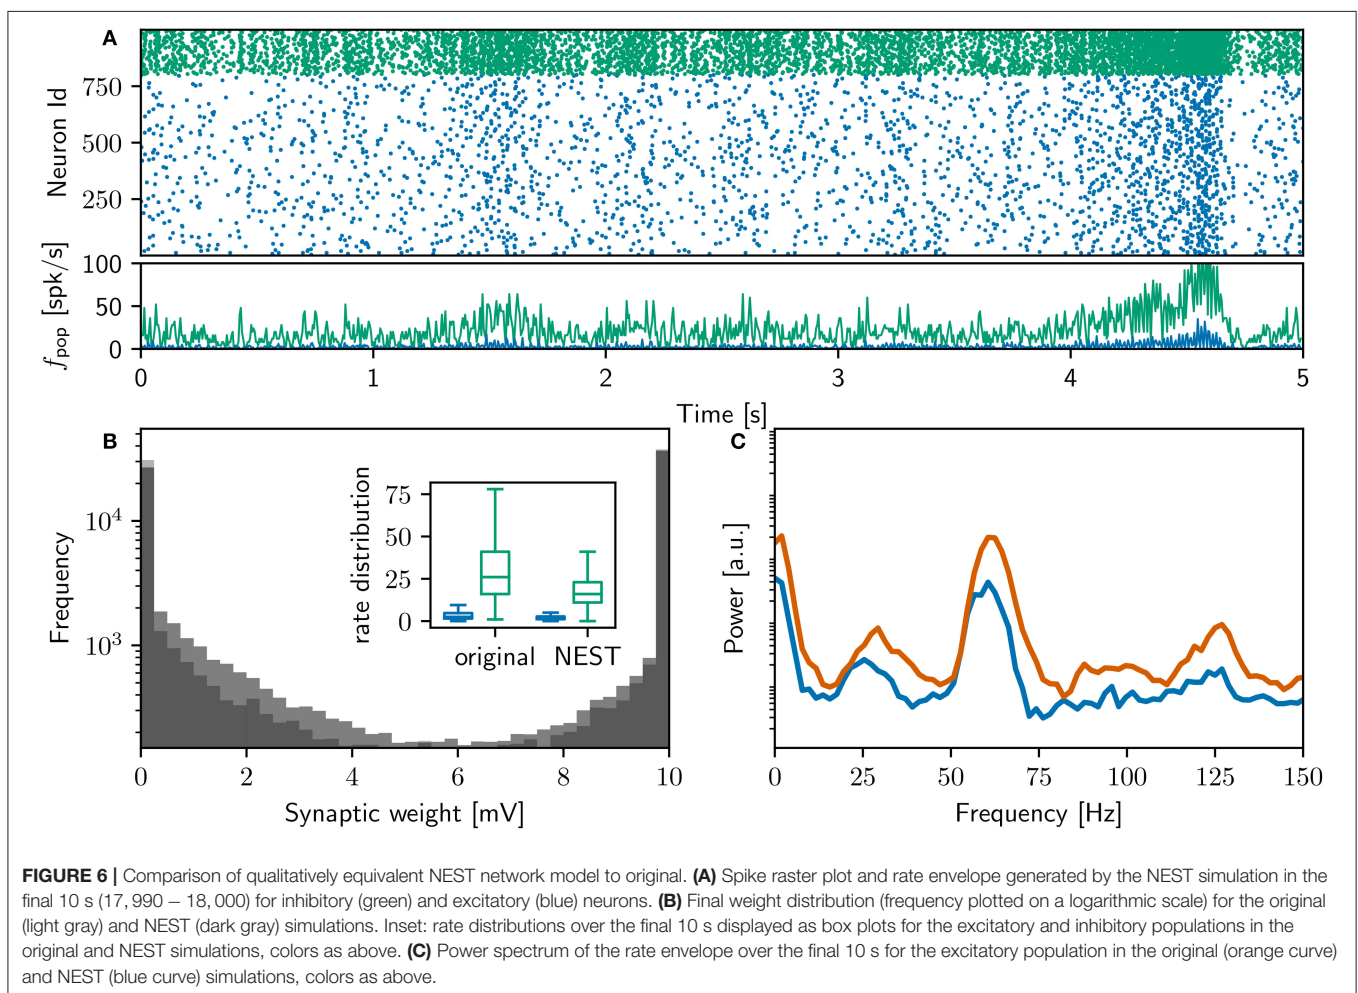 A
750
500
250
Neuron Id
100
50
0
fpop [spk/s]
0 1 2 3 4 5
Time [s]
B
10⁴
10³
Frequency
75
50
25
0
rate distribution
original NEST
0 2 4 6 8 10
Synaptic weight [mV]
C
Power [a.u.]
0 25 50 75 100 125 150
Frequency [Hz]
FIGURE 6 | Comparison of qualitatively equivalent NEST network model to original. (A) Spike raster plot and rate envelope generated by the NEST simulation in the
final 10 s (17, 990 − 18, 000) for inhibitory (green) and excitatory (blue) neurons. (B) Final weight distribution (frequency plotted on a logarithmic scale) for the original
(light gray) and NEST (dark gray) simulations. Inset: rate distributions over the final 10 s displayed as box plots for the excitatory and inhibitory populations in the
original and NEST simulations, colors as above. (C) Power spectrum of the rate envelope over the final 10 s for the excitatory population in the original (orange curve)
and NEST (blue curve) simulations, colors as above.